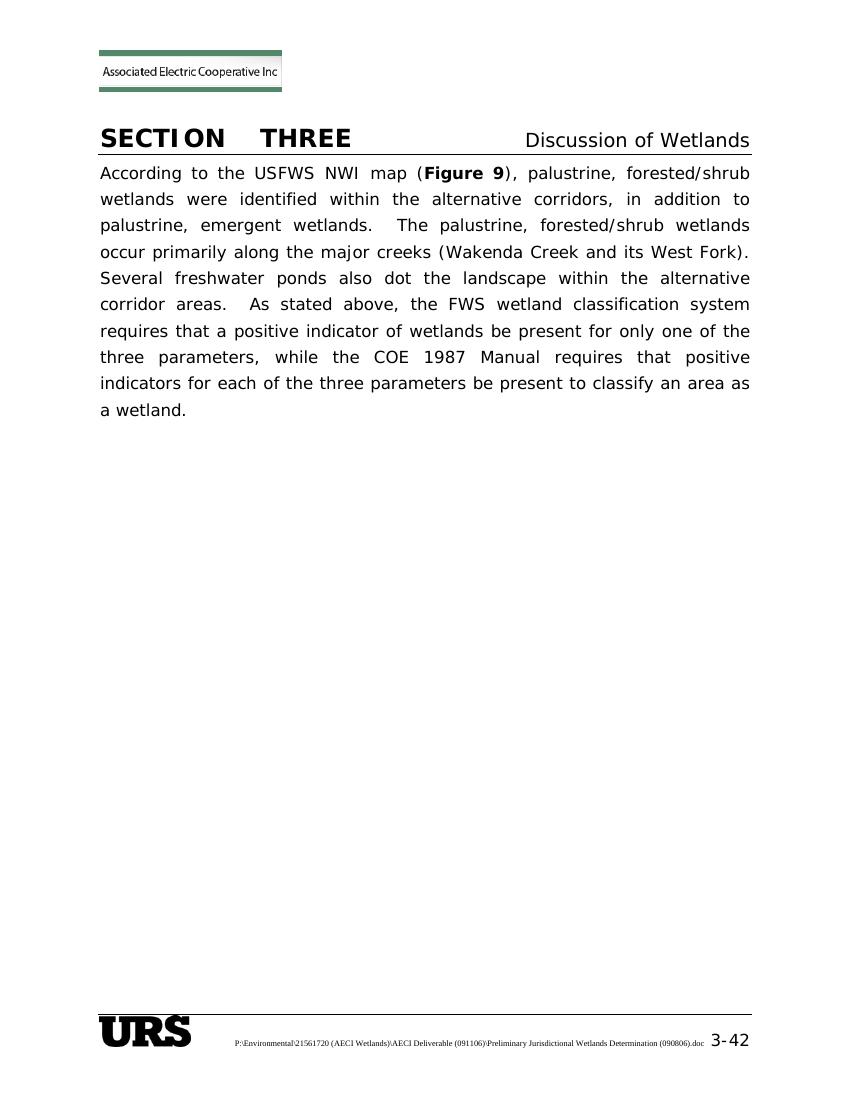 Associated Electric Cooperative Inc
SECTION THREE Discussion of Wetlands
According to the USFWS NWI map (Figure 9), palustrine, forested/shrub
wetlands were identified within the alternative corridors, in addition to
palustrine, emergent wetlands. The palustrine, forested/shrub wetlands
occur primarily along the major creeks (Wakenda Creek and its West Fork).
Several freshwater ponds also dot the landscape within the alternative
corridor areas. As stated above, the FWS wetland classification system
requires that a positive indicator of wetlands be present for only one of the
three parameters, while the COE 1987 Manual requires that positive
indicators for each of the three parameters be present to classify an area as
a wetland.
URS P:\Environmental\21561720 (AECI Wetlands)\AECI Deliverable (091106)\Preliminary Jurisdictional Wetlands Determination (090806).doc 3-42